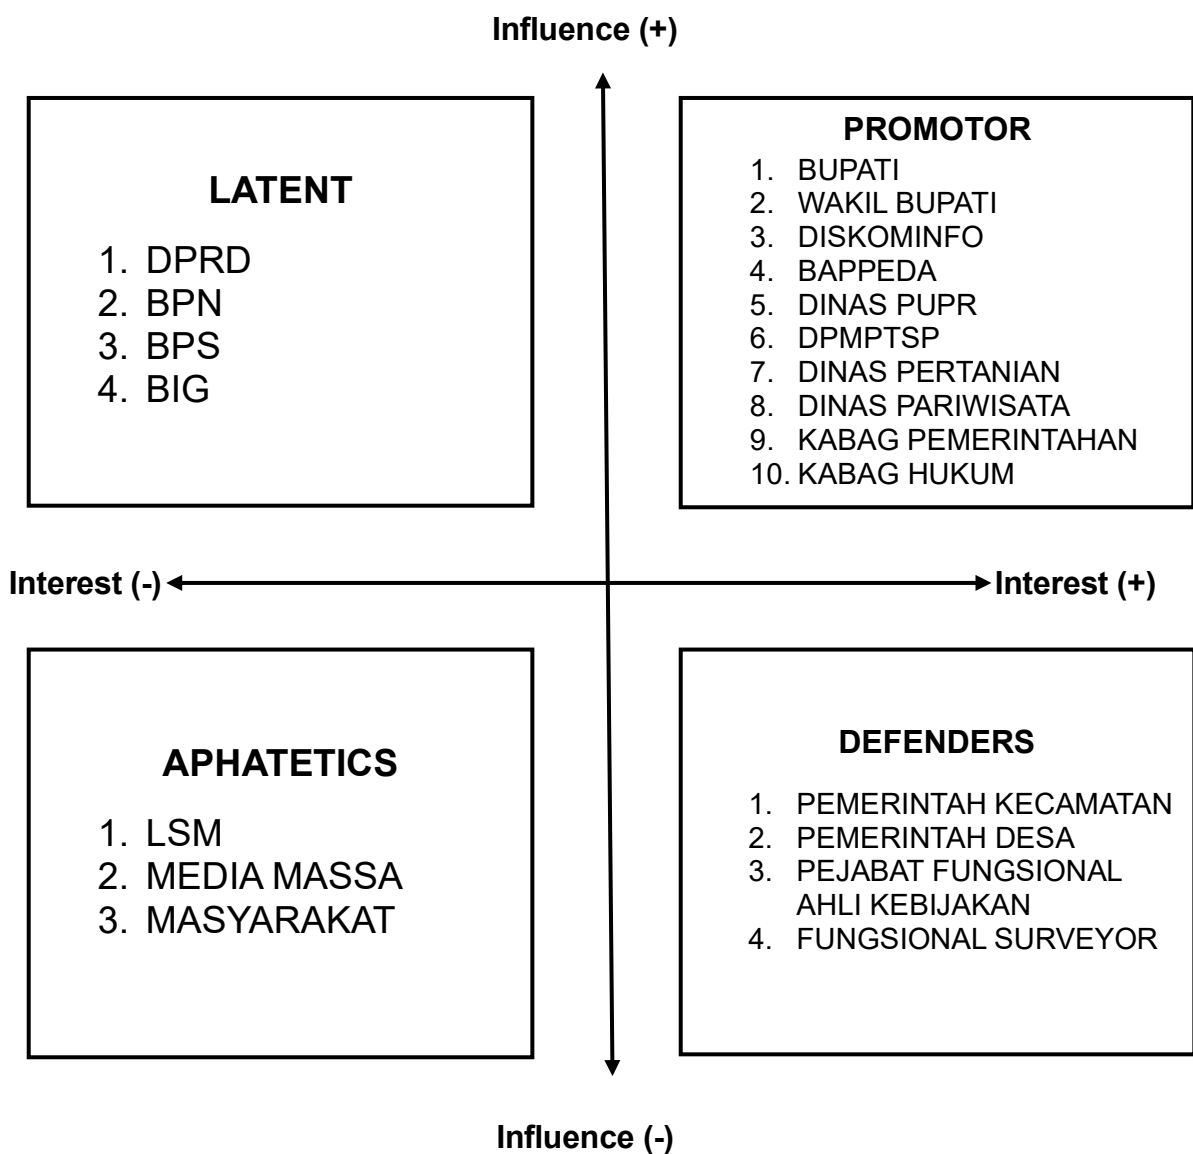 Influence (+)
LATENT
1. DPRD
2. BPN
3. BPS
4. BIG
PROMOTOR
1. BUPATI
2. WAKIL BUPATI
3. DISKOMINFO
4. BAPPEDA
5. DINAS PUPR
6. DPMPTSP
7. DINAS PERTANIAN
8. DINAS PARIWISATA
9. KABAG PEMERINTAHAN
10. KABAG HUKUM
Interest (-)
Interest (+)
APHATETICS
1. LSM
2. MEDIA MASSA
3. MASYARAKAT
DEFENDERS
1. PEMERINTAH KECAMATAN
2. PEMERINTAH DESA
3. PEJABAT FUNGSIONAL
AHLI KEBIJAKAN
4. FUNGSIONAL SURVEYOR
Influence (-)